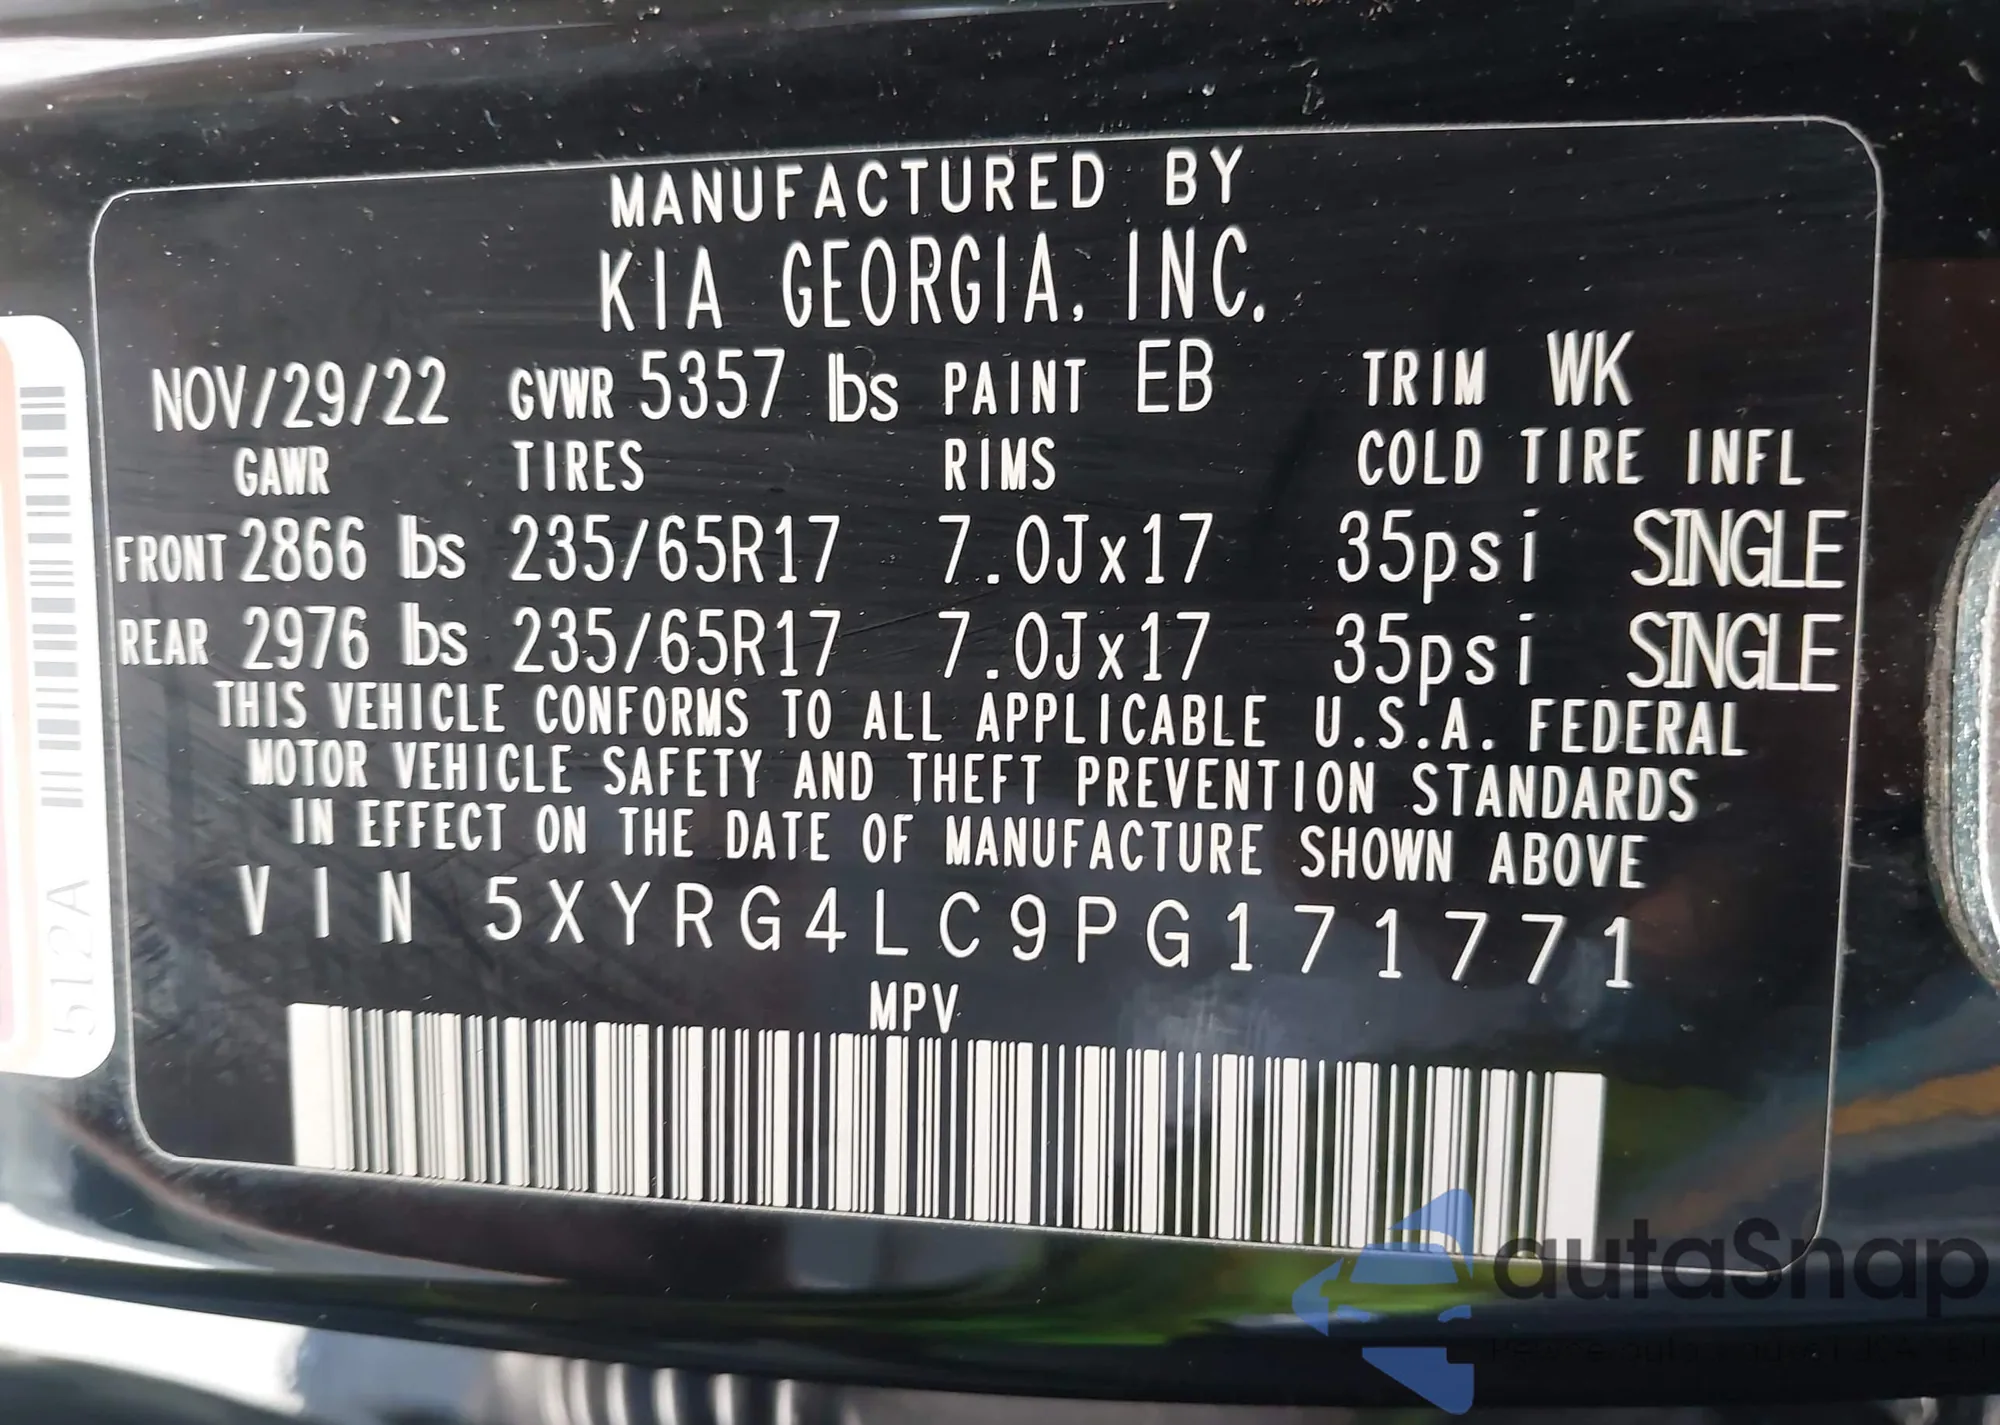 MANUFACTURED BY
KIA GEORGIA, INC.
NOV/29/22 GVWR 5357 lbs PAINT EB TRIM WK
GAWR TIRES RIMS COLD TIRE INFL
FRONT 2866 lbs 235/65R17 7.0Jx17 35psi SINGLE
REAR 2976 lbs 235/65R17 7.0Jx17 35psi SINGLE
THIS VEHICLE CONFORMS TO ALL APPLICABLE U.S.A. FEDERAL
MOTOR VEHICLE SAFETY AND THEFT PREVENTION STANDARDS
IN EFFECT ON THE DATE OF MANUFACTURE SHOWN ABOVE
VIN 5XYRG4LC9PG171771
MPV
512A
autaSnap